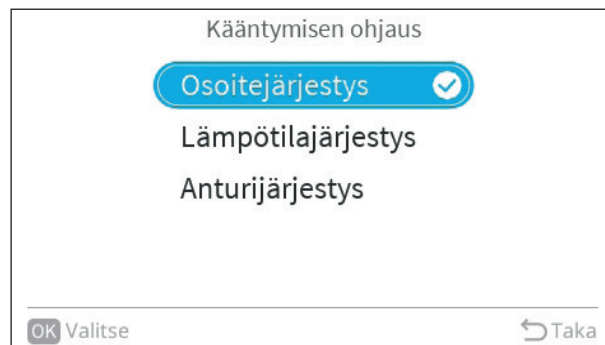 Kääntymisen ohjaus
Osoitejärjestys
Lämpötilajärjestys
Anturijärjestys
OK Valitse
Taka